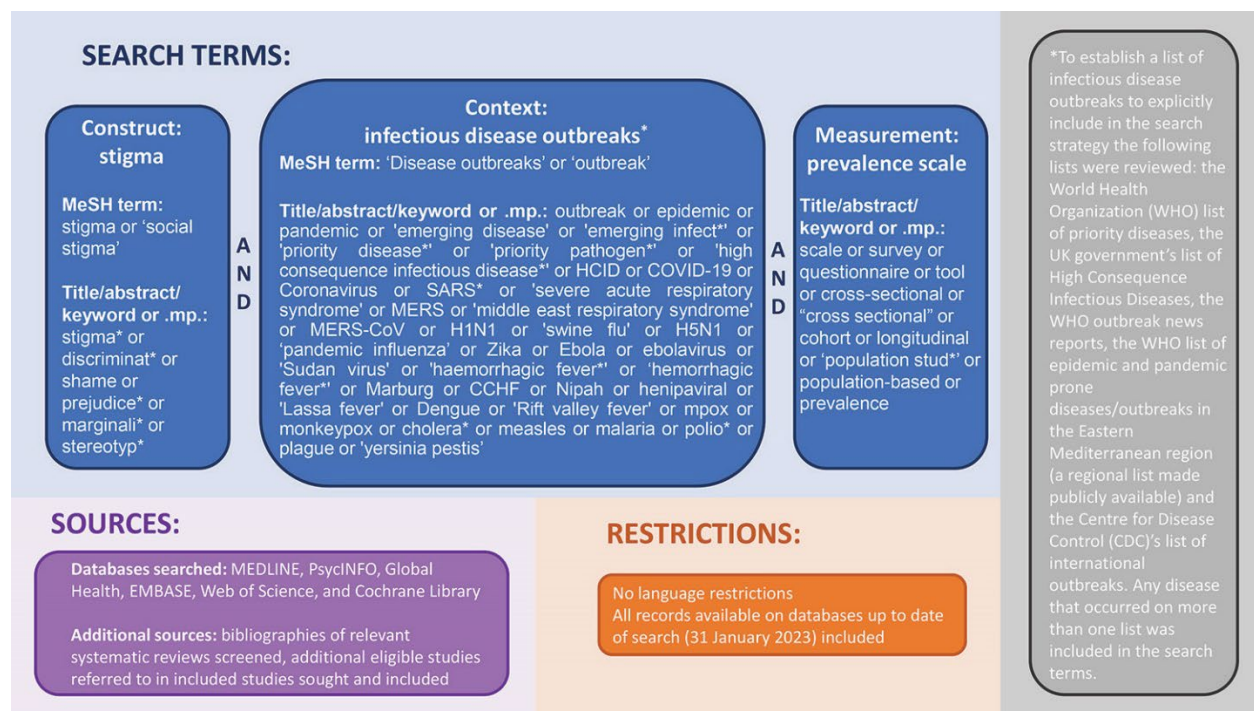 SEARCH TERMS:
Construct:
stigma
MeSH term:
stigma or ‘social
stigma’
Title/abstract/
keyword or .mp.:
stigma* or
discriminat* or
shame or
prejudice* or
marginali* or
stereotyp*
A
N
D
Context:
infectious disease outbreaks*
MeSH term: ‘Disease outbreaks’ or ‘outbreak’
Title/abstract/keyword or .mp.: outbreak or epidemic or
pandemic or 'emerging disease' or 'emerging infect*' or
'priority disease*' or 'priority pathogen*' or 'high
consequence infectious disease*' or HCID or COVID-19 or
Coronavirus or SARS* or 'severe acute respiratory
syndrome' or MERS or 'middle east respiratory syndrome'
or MERS-CoV or H1N1 or 'swine flu' or H5N1 or
‘pandemic influenza’ or Zika or Ebola or ebolavirus or
'Sudan virus' or 'haemorrhagic fever*' or 'hemorrhagic
fever*' or Marburg or CCHF or Nipah or henipaviral or
'Lassa fever' or Dengue or 'Rift valley fever' or mpox or
monkeypox or cholera* or measles or malaria or polio* or
plague or 'yersinia pestis’
A
N
D
Measurement:
prevalence scale
Title/abstract/
keyword or .mp.:
scale or survey or
questionnaire or tool
or cross-sectional or
“cross sectional” or
cohort or longitudinal
or ‘population stud*’ or
population-based or
prevalence
*To establish a list of
infectious disease
outbreaks to explicitly
include in the search
strategy the following
lists were reviewed: the
World Health
Organization (WHO) list
of priority diseases, the
UK government’s list of
High Consequence
Infectious Diseases, the
WHO outbreak news
reports, the WHO list of
epidemic and pandemic
prone
diseases/outbreaks in
the Eastern
Mediterranean region
(a regional list made
publicly available) and
the Centre for Disease
Control (CDC)’s list of
international
outbreaks. Any disease
that occurred on more
than one list was
included in the search
terms.
SOURCES:
Databases searched: MEDLINE, PsycINFO, Global
Health, EMBASE, Web of Science, and Cochrane Library
Additional sources: bibliographies of relevant
systematic reviews screened, additional eligible studies
referred to in included studies sought and included
RESTRICTIONS:
No language restrictions
All records available on databases up to date
of search (31 January 2023) included